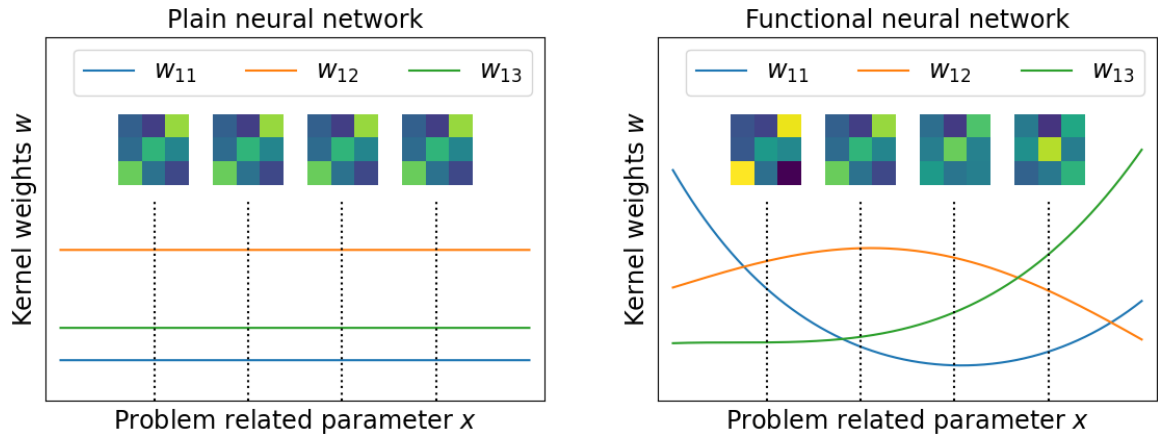 Plain neural network
w11 w12 w13
Kernel weights w
Problem related parameter x
Functional neural network
w11 w12 w13
Kernel weights w
Problem related parameter x